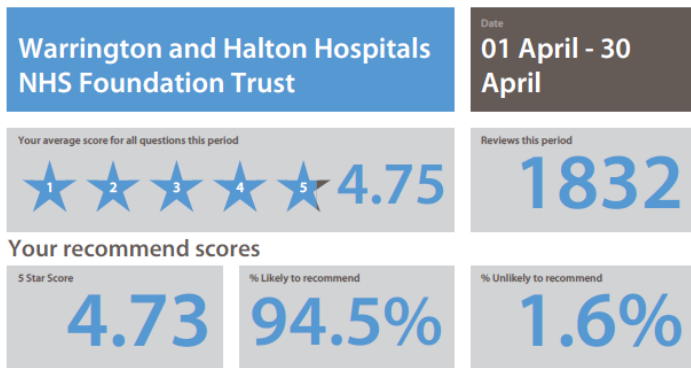 Warrington and Halton Hospitals
NHS Foundation Trust
Date
01 April - 30
April
Your average score for all questions this period
1 2 3 4 5 4.75
Reviews this period
1832
Your recommend scores
5 Star Score
4.73
% Likely to recommend
94.5%
% Unlikely to recommend
1.6%